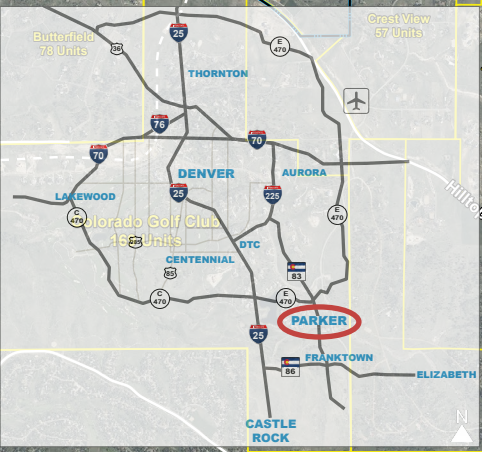 Crest View
57 Units
Butterfield
78 Units
E
470
25
36
THORNTON
76
70
70
DENVER
AURORA
25
225
LAKEWOOD
C
470
Colorado Golf Club
Units
E
470
285
DTC
CENTENNIAL
85
83
C
470
E
470
PARKER
25
FRANKTOWN
86
ELIZABETH
CASTLE
ROCK
N